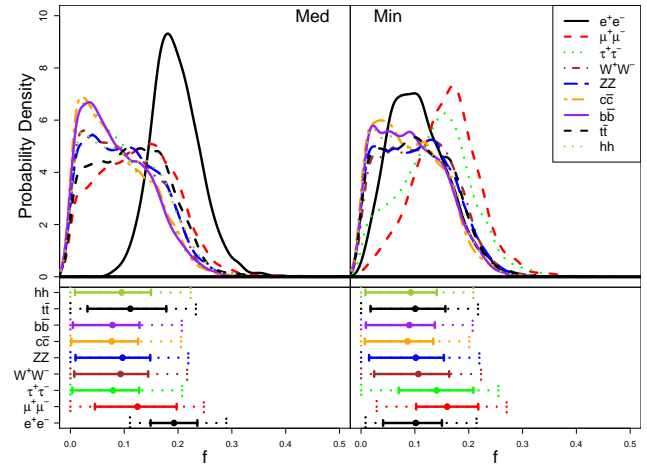 Med
Min
Probability Density
0 2 4 6 8 10
e⁺e⁻
μ⁺μ⁻
τ⁺τ⁻
W⁺W⁻
ZZ
cc̅
bb̅
tt̅
hh
hh
tt̅
bb̅
cc̅
ZZ
W⁺W⁻
τ⁺τ⁻
μ⁺μ⁻
e⁺e⁻
0.0 0.1 0.2 0.3 0.4 0.5
0.0 0.1 0.2 0.3 0.4 0.5
f
f